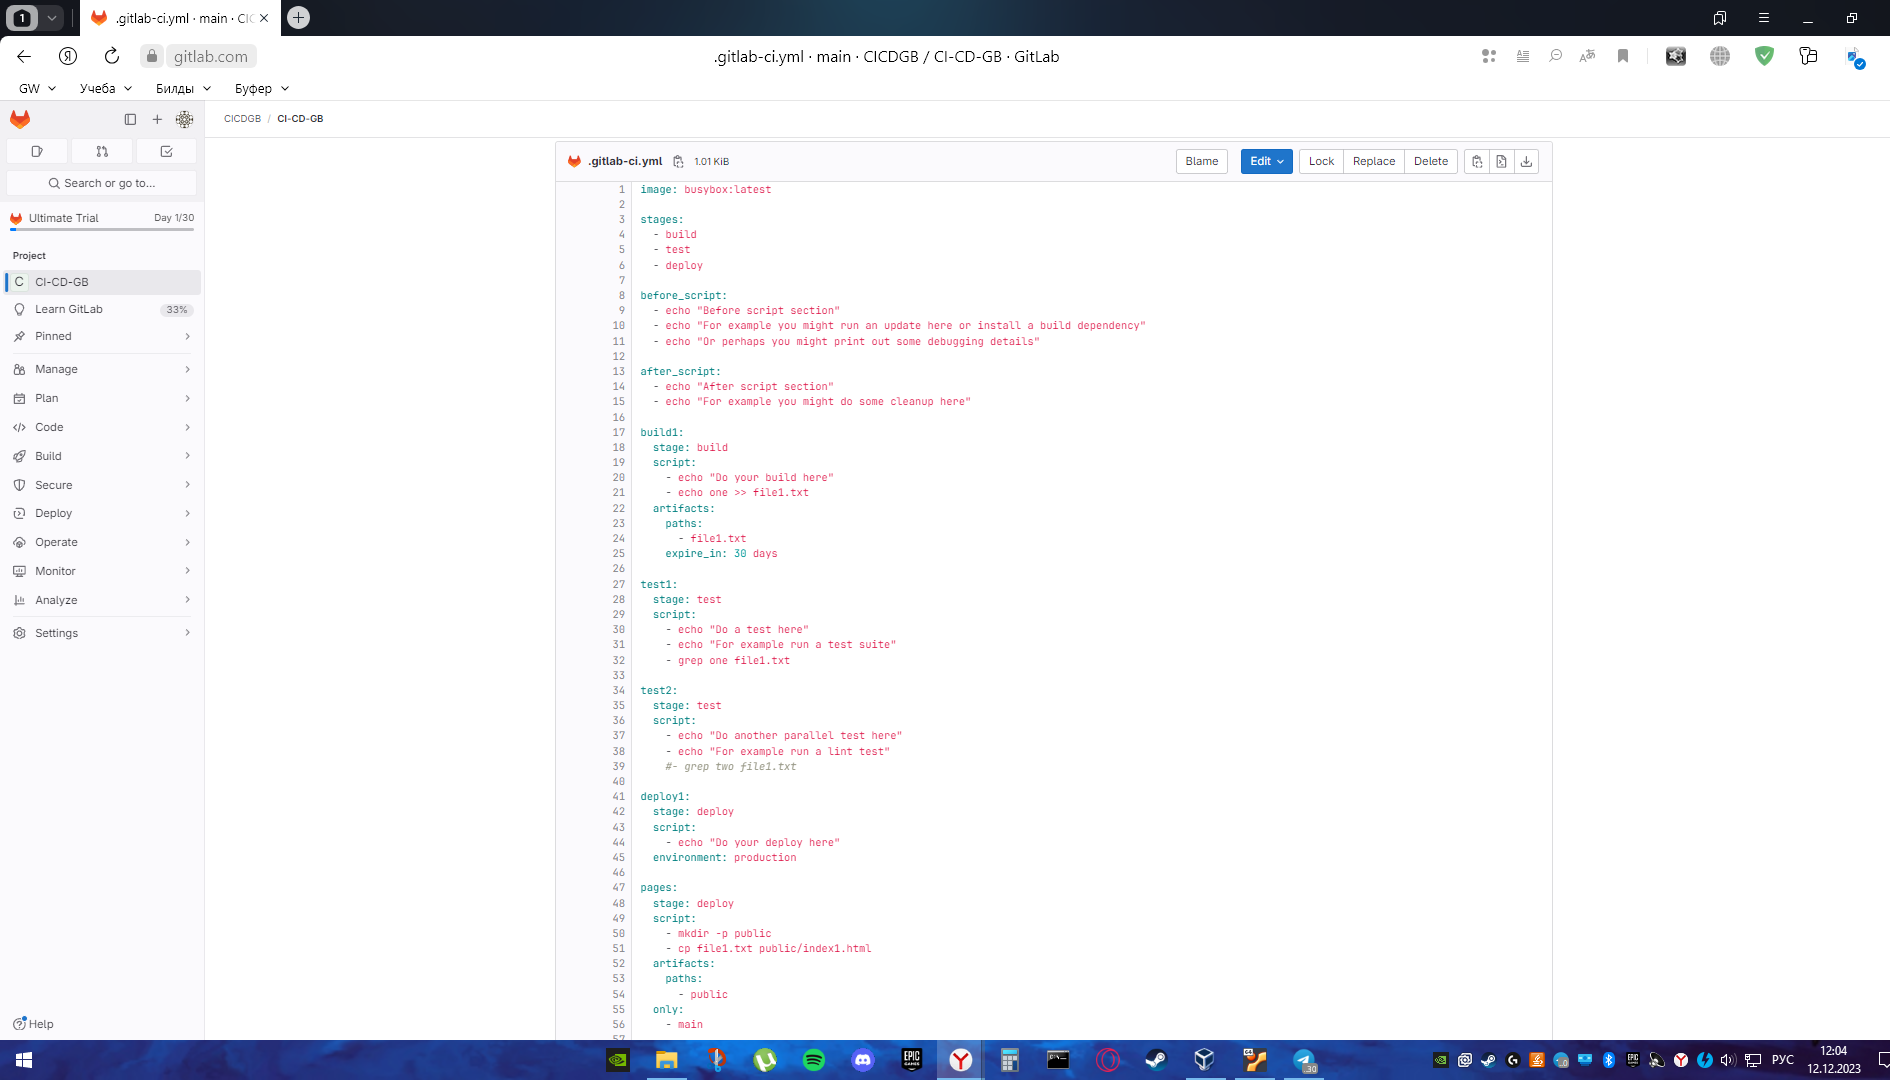 1
.gitlab-ci.yml · main · CIC
gitlab.com
.gitlab-ci.yml · main · CICDGB / CI-CD-GB · GitLab
GW
Учеба
Билды
Буфер
CICDGB / CI-CD-GB
Search or go to...
Ultimate Trial Day 1/30
Project
C CI-CD-GB
Learn GitLab 33%
Pinned
Manage
Plan
Code
Build
Secure
Deploy
Operate
Monitor
Analyze
Settings
Help
.gitlab-ci.yml 1.01 KiB
Blame Edit Lock Replace Delete
1 image: busybox:latest
2
3 stages:
4 - build
5 - test
6 - deploy
7
8 before_script:
9 - echo "Before script section"
10 - echo "For example you might run an update here or install a build dependency"
11 - echo "Or perhaps you might print out some debugging details"
12
13 after_script:
14 - echo "After script section"
15 - echo "For example you might do some cleanup here"
16
17 build1:
18 stage: build
19 script:
20 - echo "Do your build here"
21 - echo one >> file1.txt
22 artifacts:
23 paths:
24 - file1.txt
25 expire_in: 30 days
26
27 test1:
28 stage: test
29 script:
30 - echo "Do a test here"
31 - echo "For example run a test suite"
32 - grep one file1.txt
33
34 test2:
35 stage: test
36 script:
37 - echo "Do another parallel test here"
38 - echo "For example run a lint test"
39 #- grep two file1.txt
40
41 deploy1:
42 stage: deploy
43 script:
44 - echo "Do your deploy here"
45 environment: production
46
47 pages:
48 stage: deploy
49 script:
50 - mkdir -p public
51 - cp file1.txt public/index1.html
52 artifacts:
53 paths:
54 - public
55 only:
56 - main
57
EPIC GAMES
64
30
РУС
12:04
12.12.2023